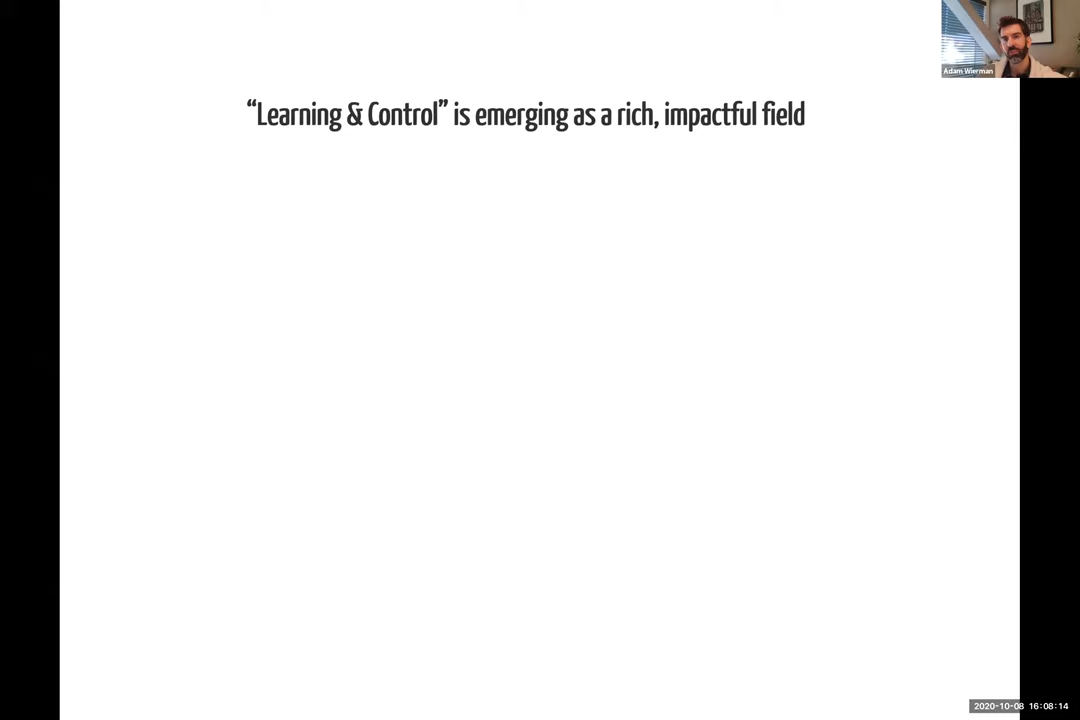 Adam Wierman
“Learning & Control” is emerging as a rich, impactful field
2020-10-08 16:08:14